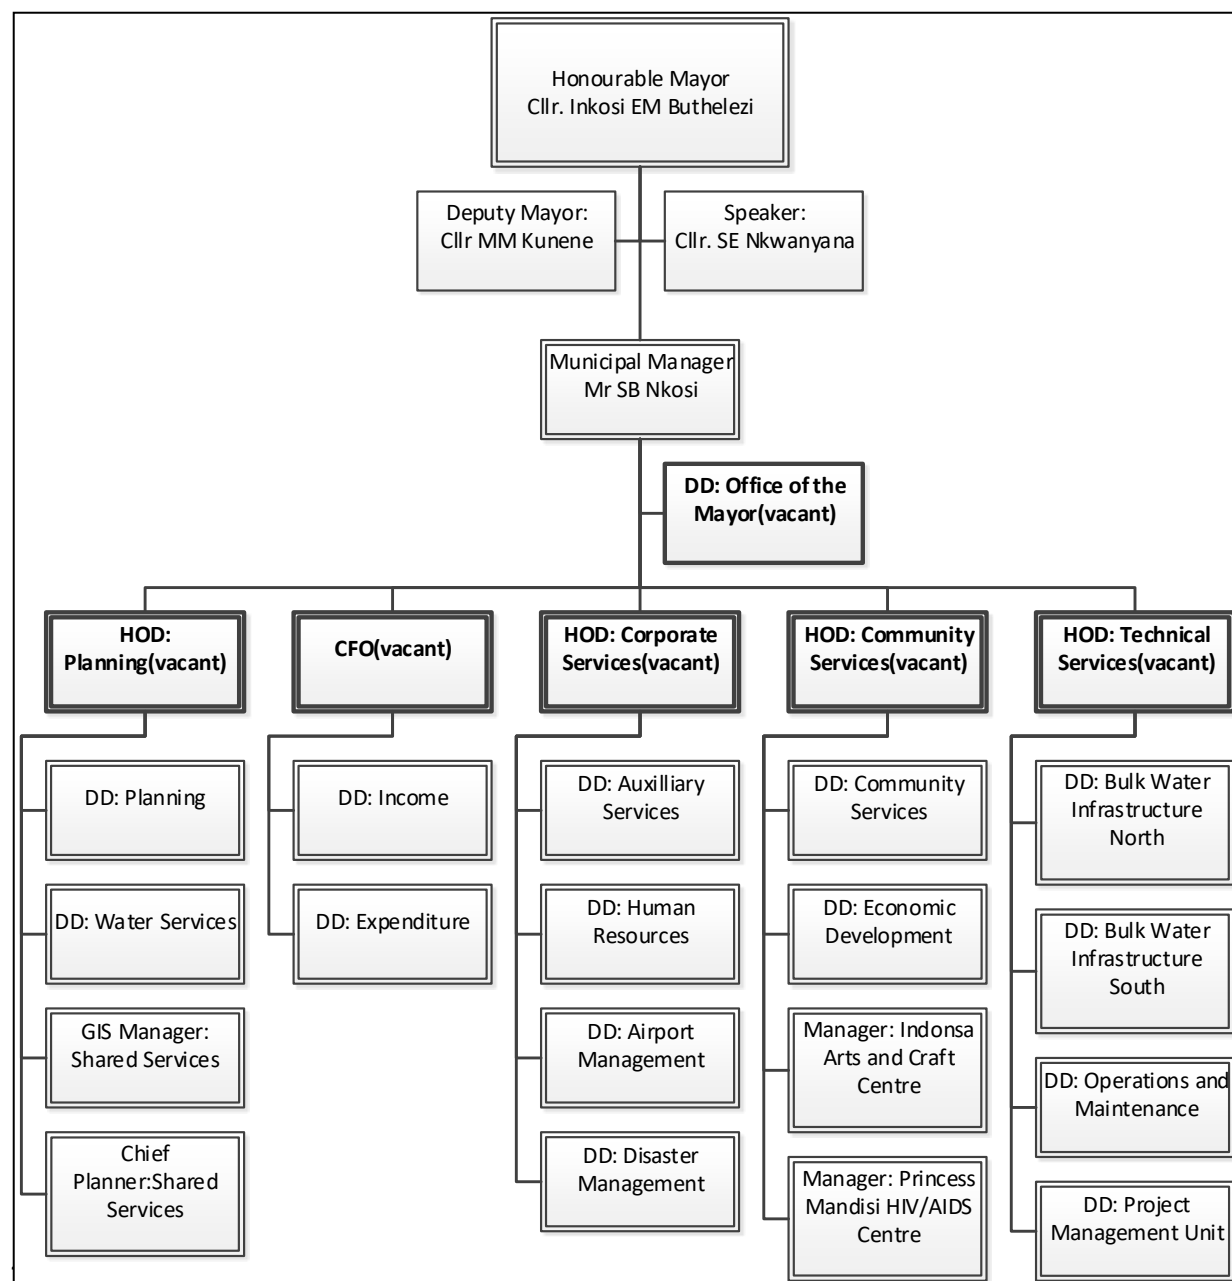 Honourable Mayor
Cllr. Inkosi EM Buthelezi
Deputy Mayor:
Cllr MM Kunene
Speaker:
Cllr. SE Nkwanyana
Municipal Manager
Mr SB Nkosi
DD: Office of the
Mayor(vacant)
HOD:
Planning(vacant)
CFO(vacant)
HOD: Corporate
Services(vacant)
HOD: Community
Services(vacant)
HOD: Technical
Services(vacant)
DD: Planning
DD: Water Services
GIS Manager:
Shared Services
Chief
Planner:Shared
Services
DD: Income
DD: Expenditure
DD: Auxilliary
Services
DD: Human
Resources
DD: Airport
Management
DD: Disaster
Management
DD: Community
Services
DD: Economic
Development
Manager: Indonsa
Arts and Craft
Centre
Manager: Princess
Mandisi HIV/AIDS
Centre
DD: Bulk Water
Infrastructure
North
DD: Bulk Water
Infrastructure
South
DD: Operations and
Maintenance
DD: Project
Management Unit